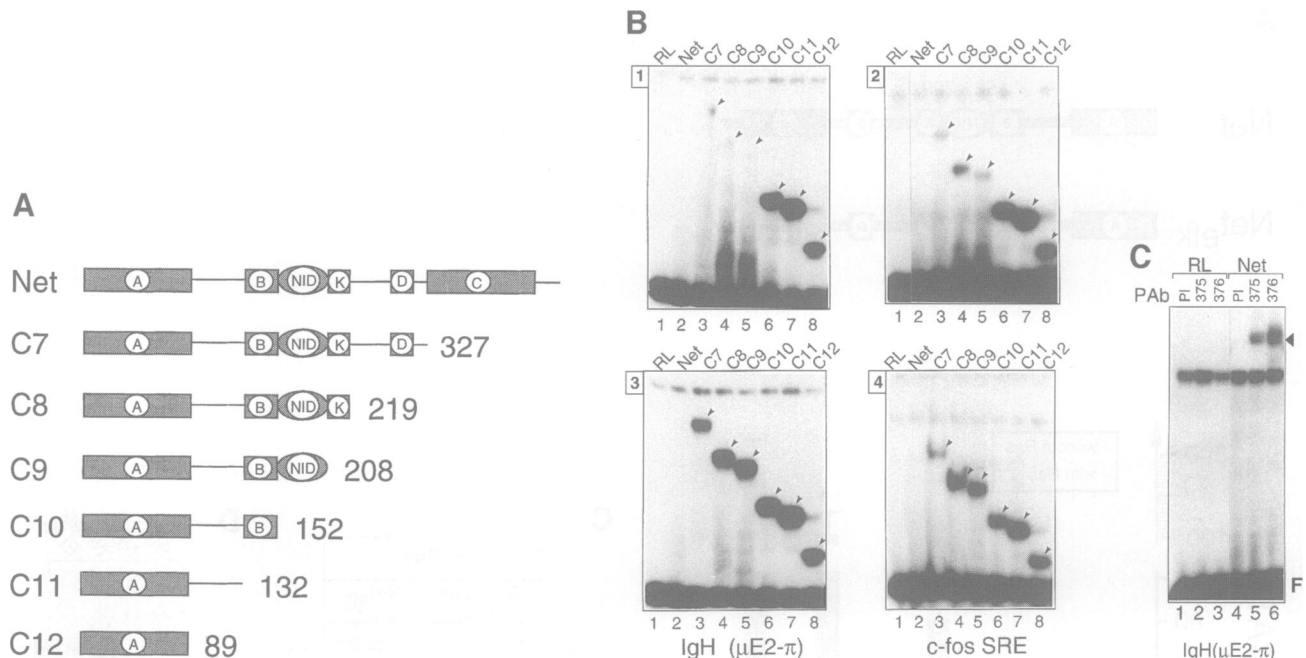 A
Net A B NID K D C
C7 A B NID K D 327
C8 A B NID K 219
C9 A B NID 208
C10 A B 152
C11 A 132
C12 A 89
B
1
RL Net C7 C8 C9 C10 C11 C12
1 2 3 4 5 6 7 8
2
RL Net C7 C8 C9 C10 C11 C12
1 2 3 4 5 6 7 8
3
RL Net C7 C8 C9 C10 C11 C12
1 2 3 4 5 6 7 8
IgH (µE2-π)
4
RL Net C7 C8 C9 C10 C11 C12
1 2 3 4 5 6 7 8
c-fos SRE
C
RL Net
PAb PI 375 376 PI 375 376
F
1 2 3 4 5 6
IgH(µE2-π)